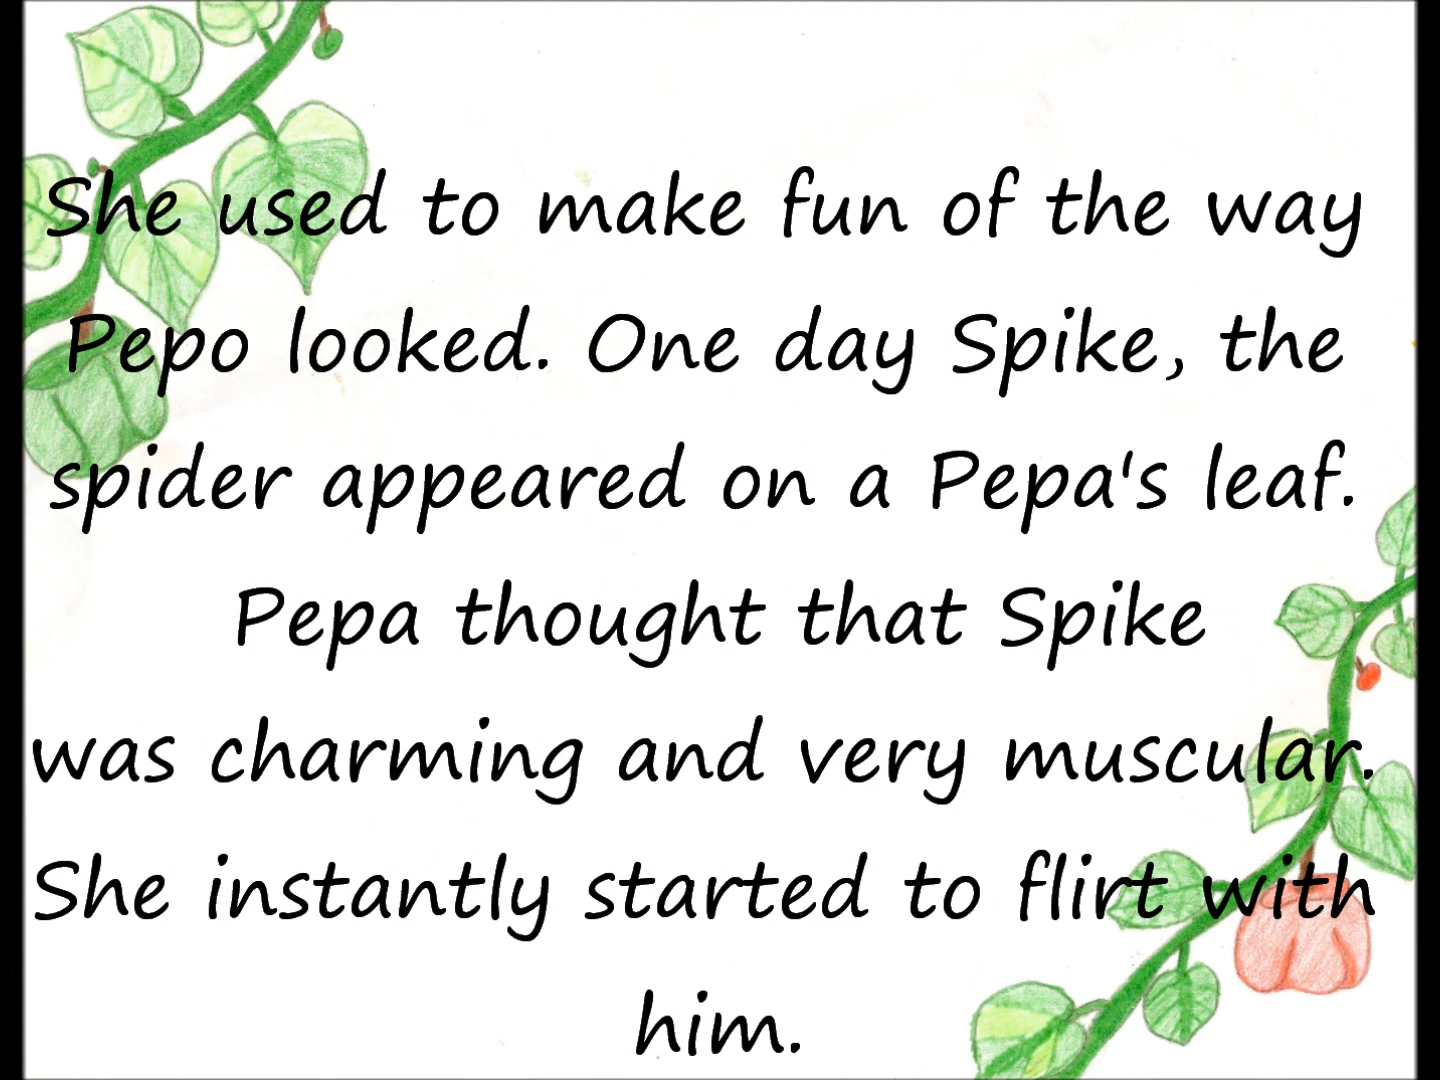 She used to make fun of the way
Pepo looked. One day Spike, the
spider appeared on a Pepa's leaf.
Pepa thought that Spike
was charming and very muscular.
She instantly started to flirt with
him.